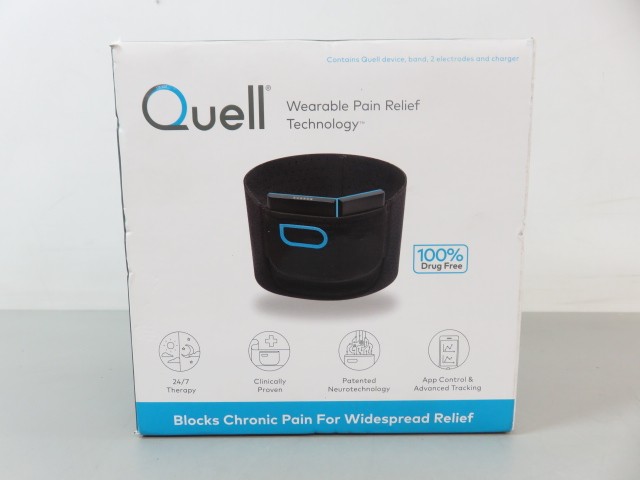 Contains Quell device, band, 2 electrodes and charger
Quell®
Wearable Pain Relief
Technology™
100%
Drug Free
24/7
Therapy
Clinically
Proven
Patented
Neurotechnology
App Control &
Advanced Tracking
Blocks Chronic Pain For Widespread Relief